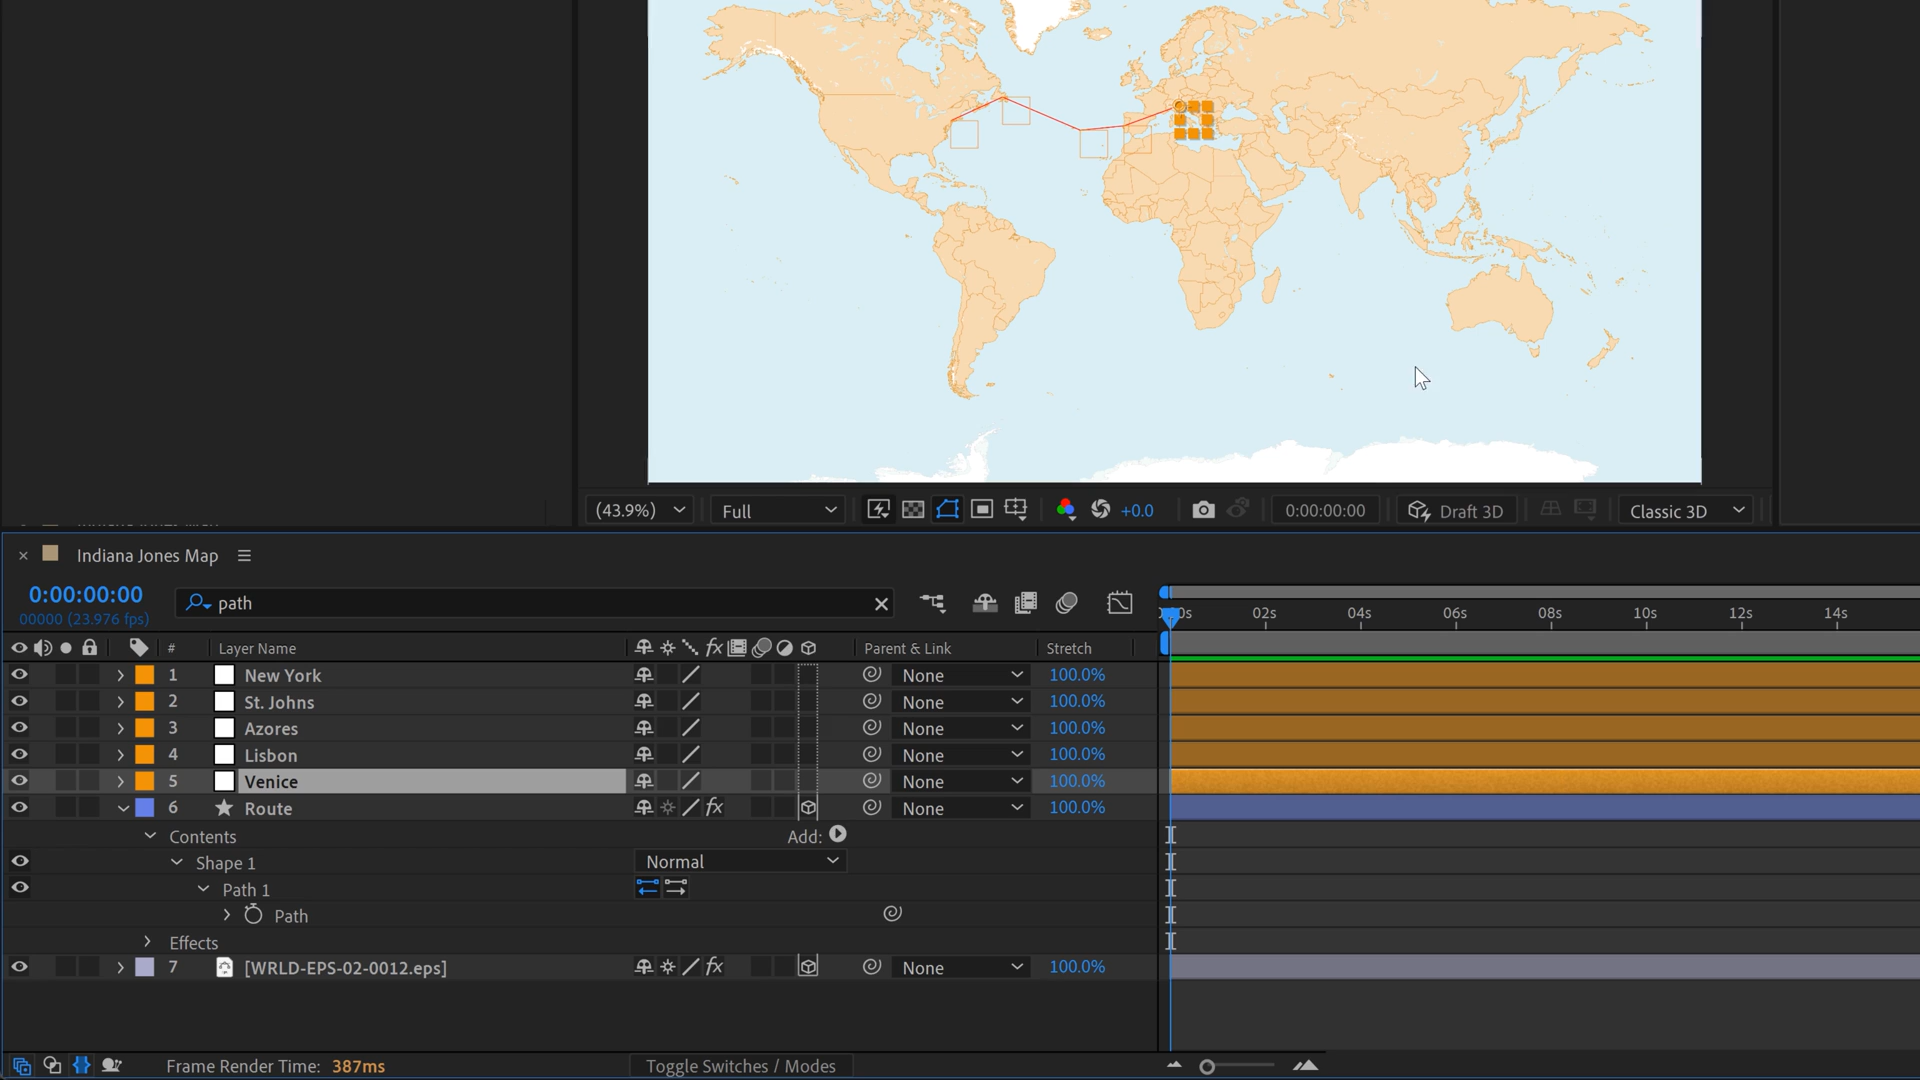 (43.9%)
Full
+0.0
0:00:00:00
Draft 3D
Classic 3D
Indiana Jones Map
0:00:00:00
00000 (23.976 fps)
path
02s
04s
06s
08s
10s
12s
14s
#
Layer Name
fx
Parent & Link
Stretch
1 New York None 100.0%
2 St. Johns None 100.0%
3 Azores None 100.0%
4 Lisbon None 100.0%
5 Venice None 100.0%
6 Route fx None 100.0%
Contents Add:
Shape 1 Normal
Path 1
Path
Effects
7 [WRLD-EPS-02-0012.eps] fx None 100.0%
Frame Render Time: 387ms
Toggle Switches / Modes